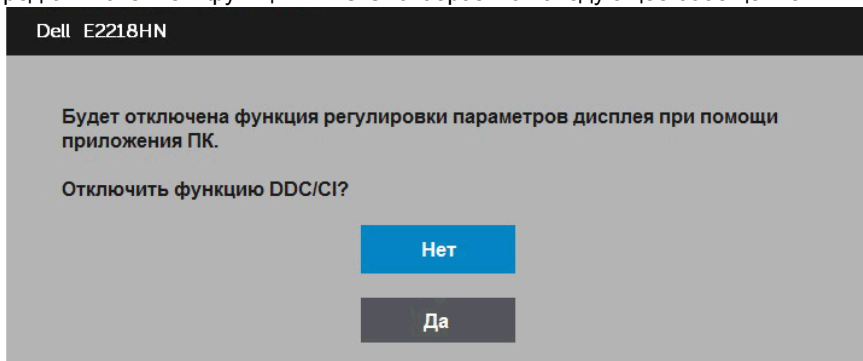 Dell E2218HN
Будет отключена функция регулировки параметров дисплея при помощи
приложения ПК.
Отключить функцию DDC/CI?
Нет
Да